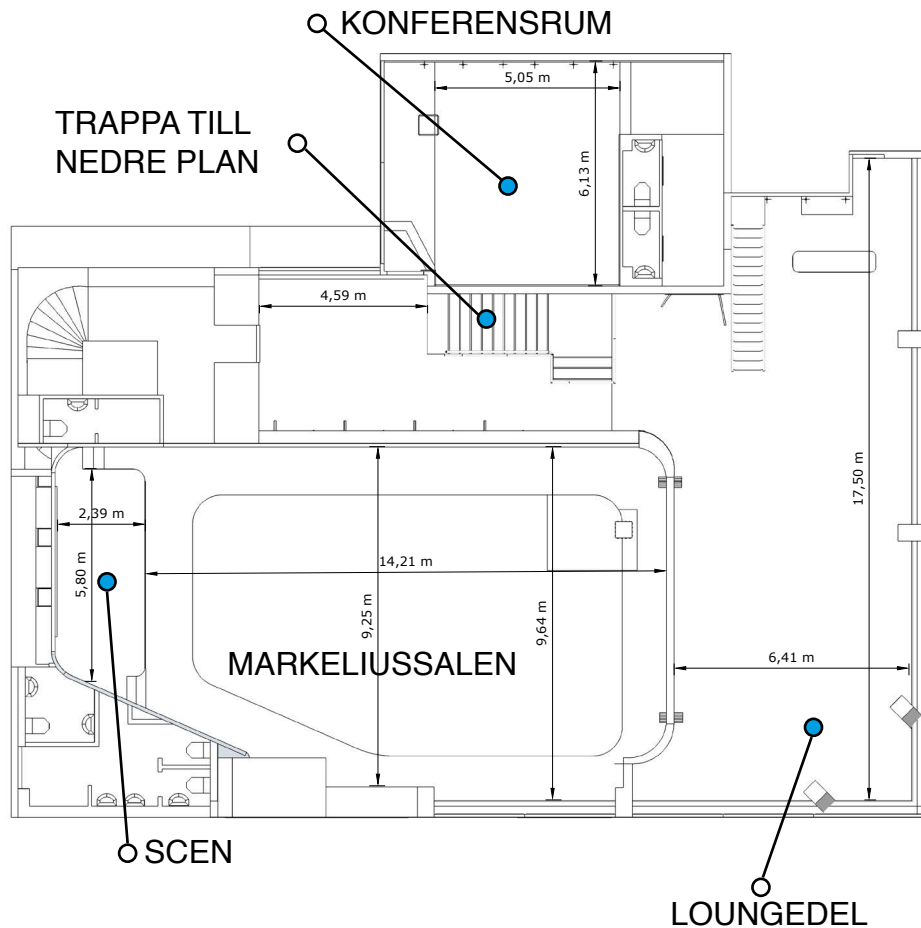 KONFERENSRUM
5,05 m
TRAPPA TILL
NEDRE PLAN
6,13 m
4,59 m
17,50 m
2,39 m
5,80 m
14,21 m
9,25 m
9,64 m
MARKELIUSSALEN
6,41 m
SCEN
LOUNGEDEL